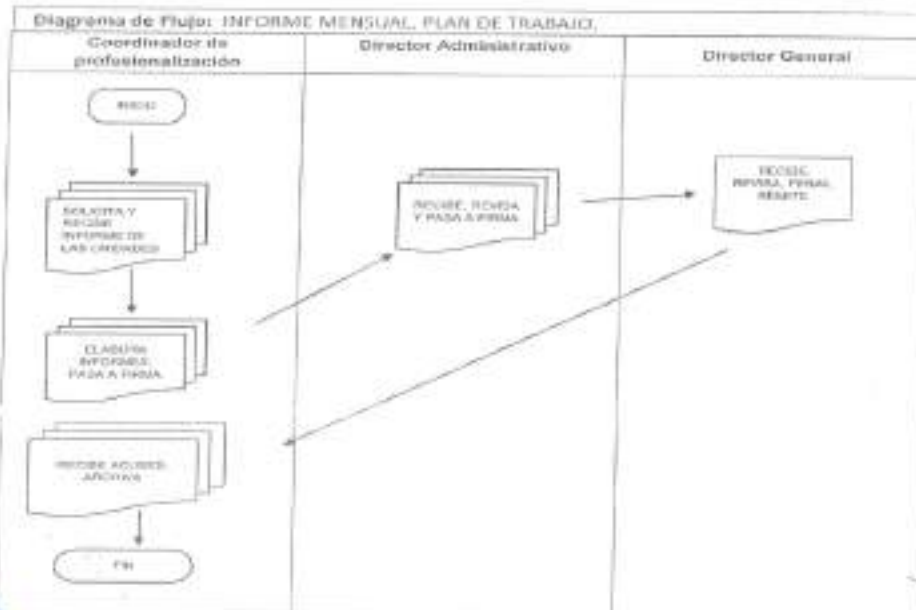 Diagrama de Flujo: INFORME MENSUAL, PLAN DE TRABAJO.
Coordinador de
profesionalización
Director Administrativo
Director General
INICIO
SOLICITA Y
RECIBE
INFORME DE
LAS UNIDADES
ELABORA
INFORMES,
PASA A FIRMA
RECIBE, REVISA
Y PASA A FIRMA
RECIBE,
REVISA, FIRMA,
REMITE
RECIBE ACUSES
ARCHIVA
FIN